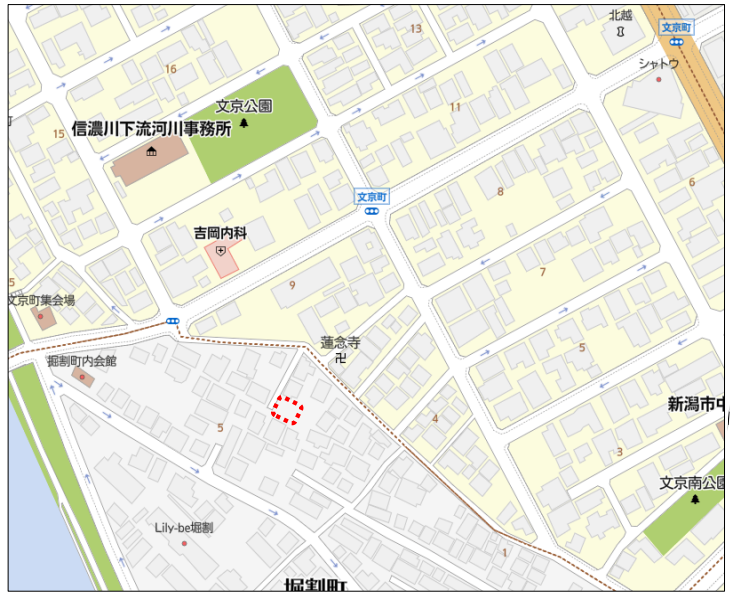 北越
文京町
13
シャトウ
16
文京公園
11
15
信濃川下流河川事務所
6
8
文京町
吉岡内科
7
9
文京町集会場
蓮念寺
5
堀割町内会館
新潟市中
4
5
3
文京南公園
Lily-be堀割
1
堀割町